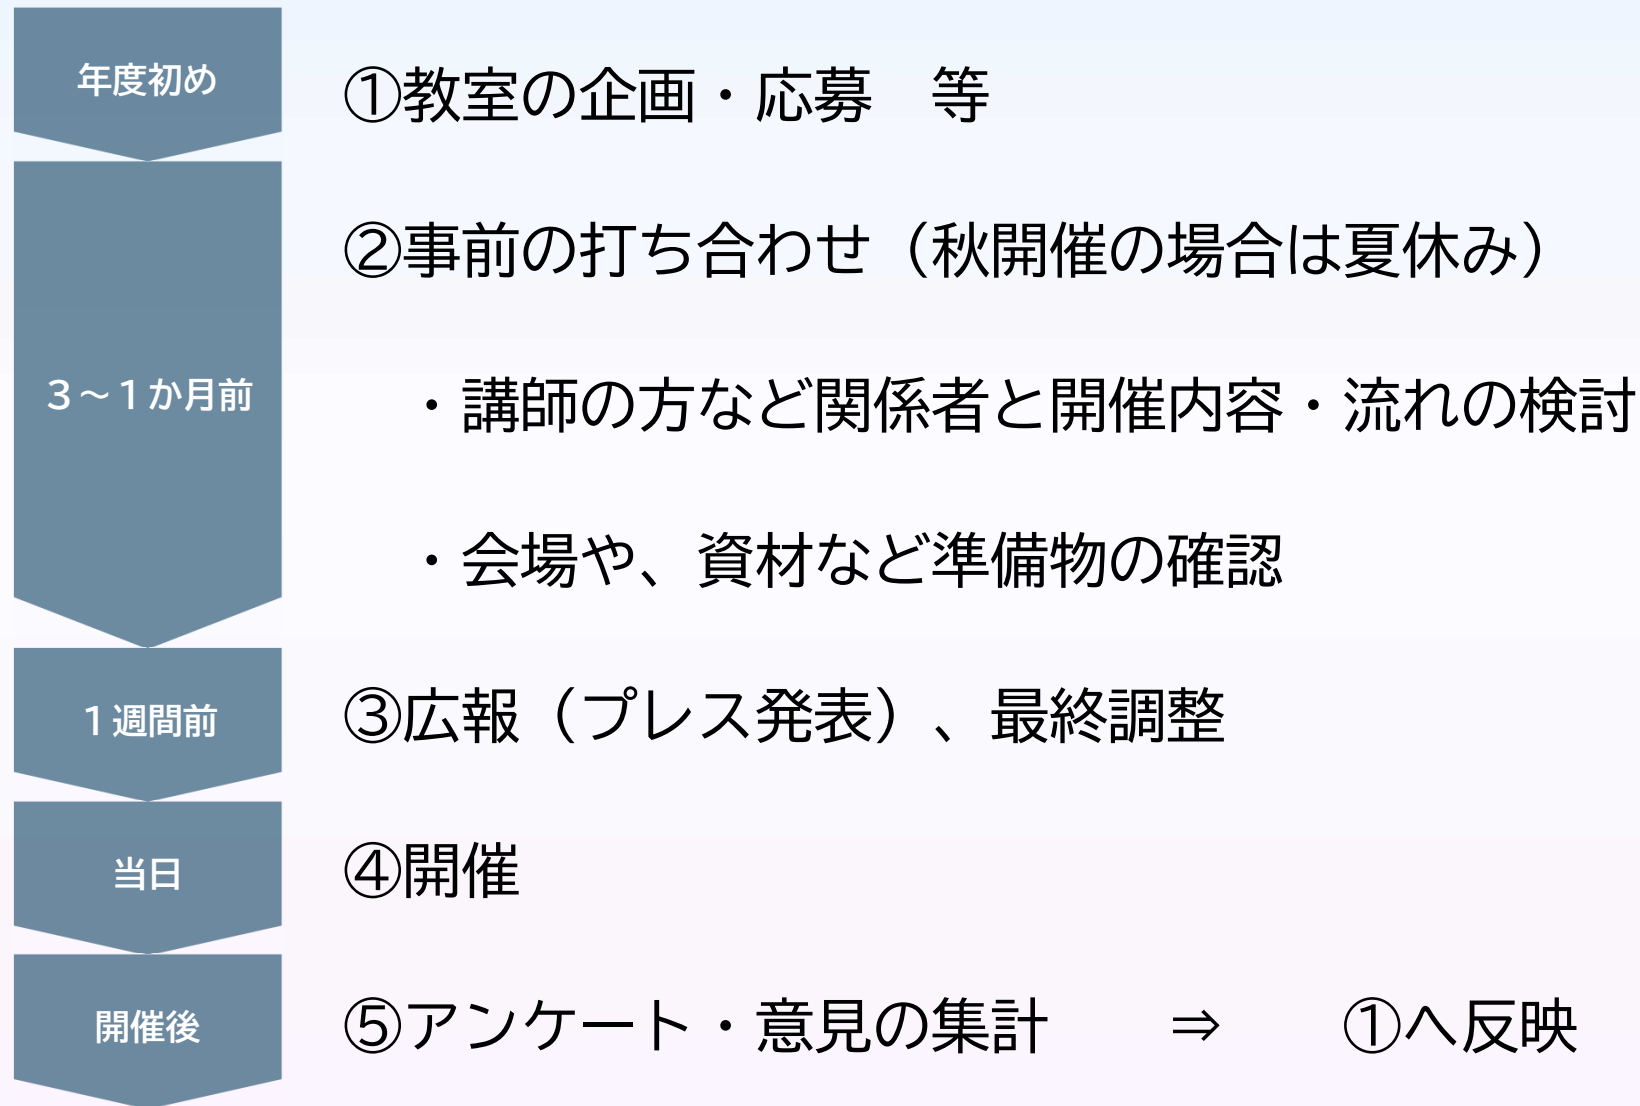 年度初め
①教室の企画・応募　等
②事前の打ち合わせ（秋開催の場合は夏休み）
３～１か月前
・講師の方など関係者と開催内容・流れの検討
・会場や、資材など準備物の確認
１週間前
③広報（プレス発表）、最終調整
当日
④開催
開催後
⑤アンケート・意見の集計　　⇒　　①へ反映